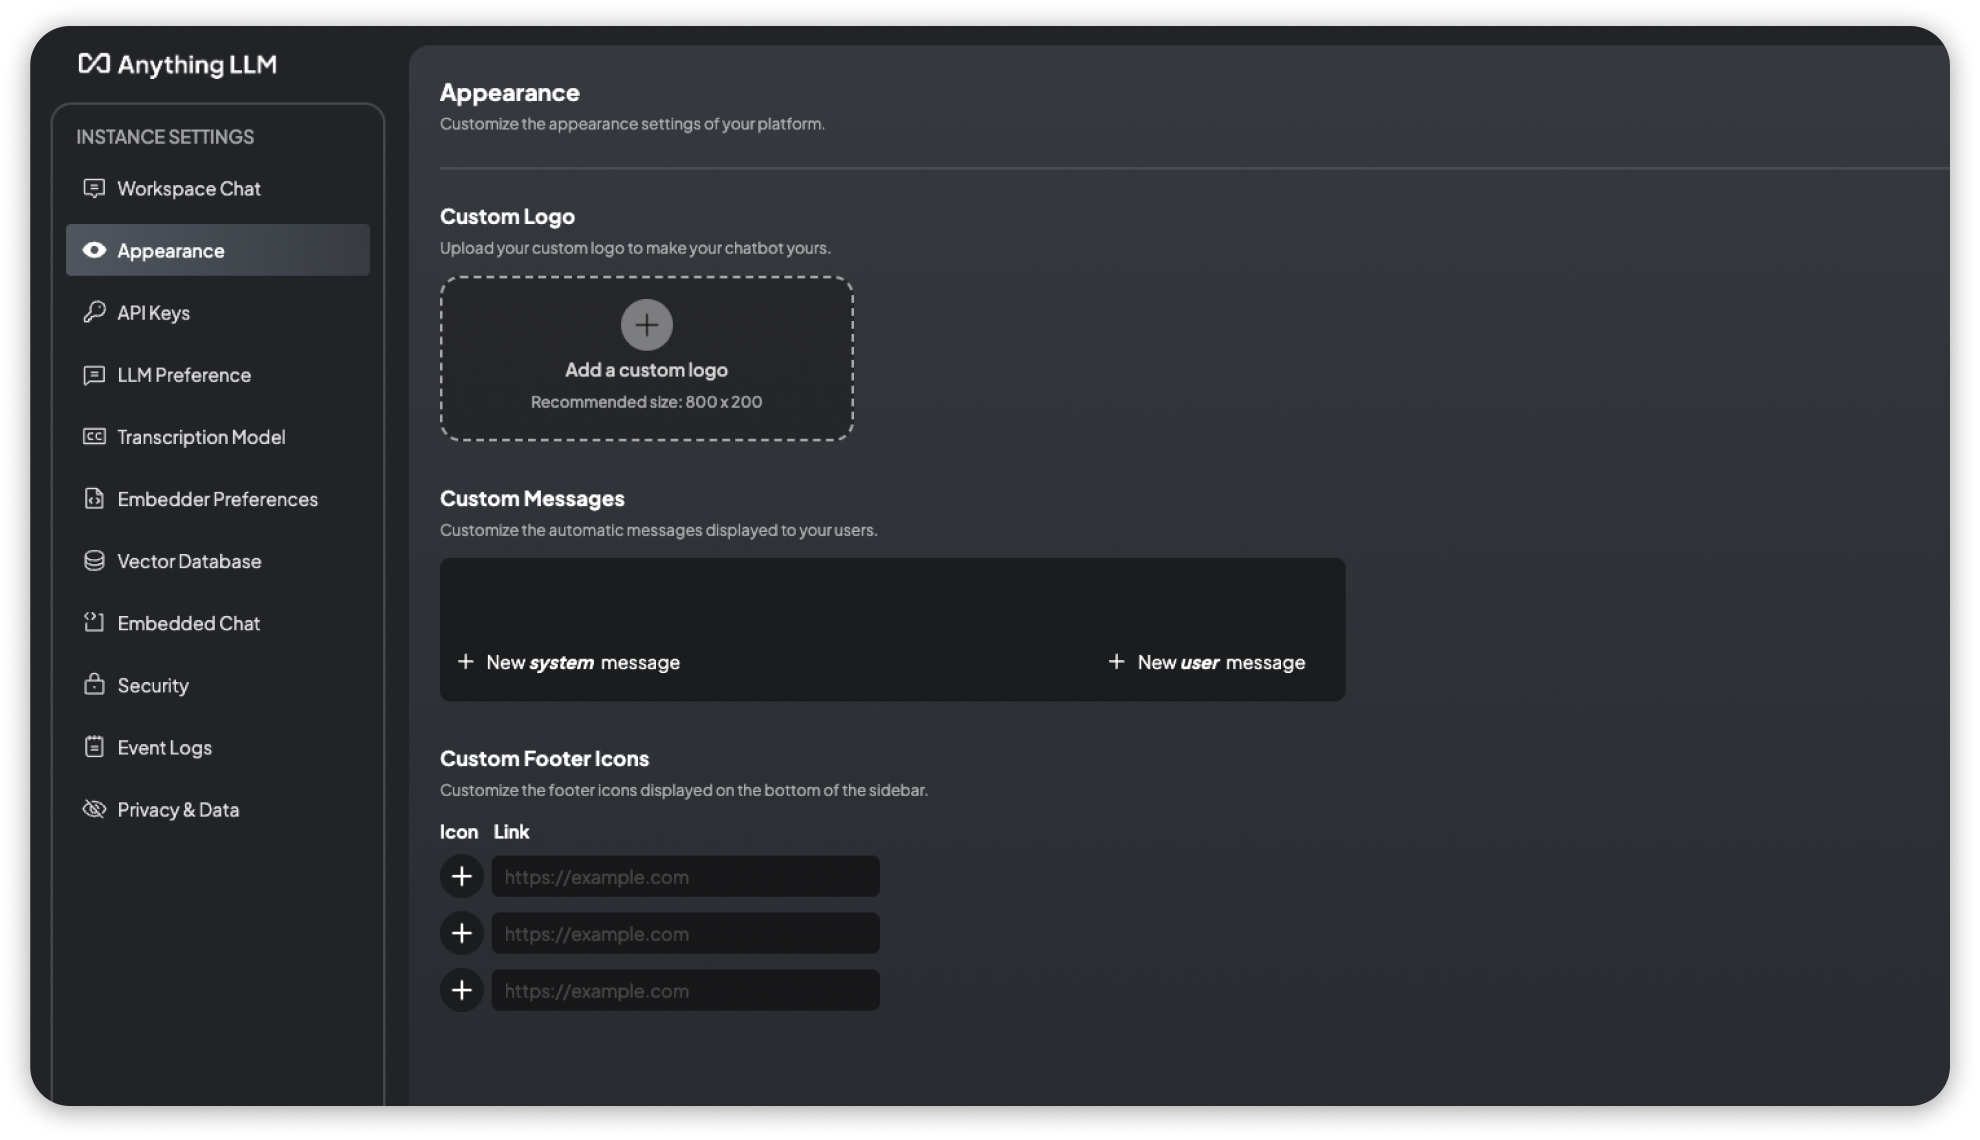 Anything LLM
INSTANCE SETTINGS
Workspace Chat
Appearance
API Keys
LLM Preference
CC Transcription Model
Embedder Preferences
Vector Database
Embedded Chat
Security
Event Logs
Privacy & Data
Appearance
Customize the appearance settings of your platform.
Custom Logo
Upload your custom logo to make your chatbot yours.
Add a custom logo
Recommended size: 800 x 200
Custom Messages
Customize the automatic messages displayed to your users.
New system message
New user message
Custom Footer Icons
Customize the footer icons displayed on the bottom of the sidebar.
Icon Link
https://example.com
https://example.com
https://example.com